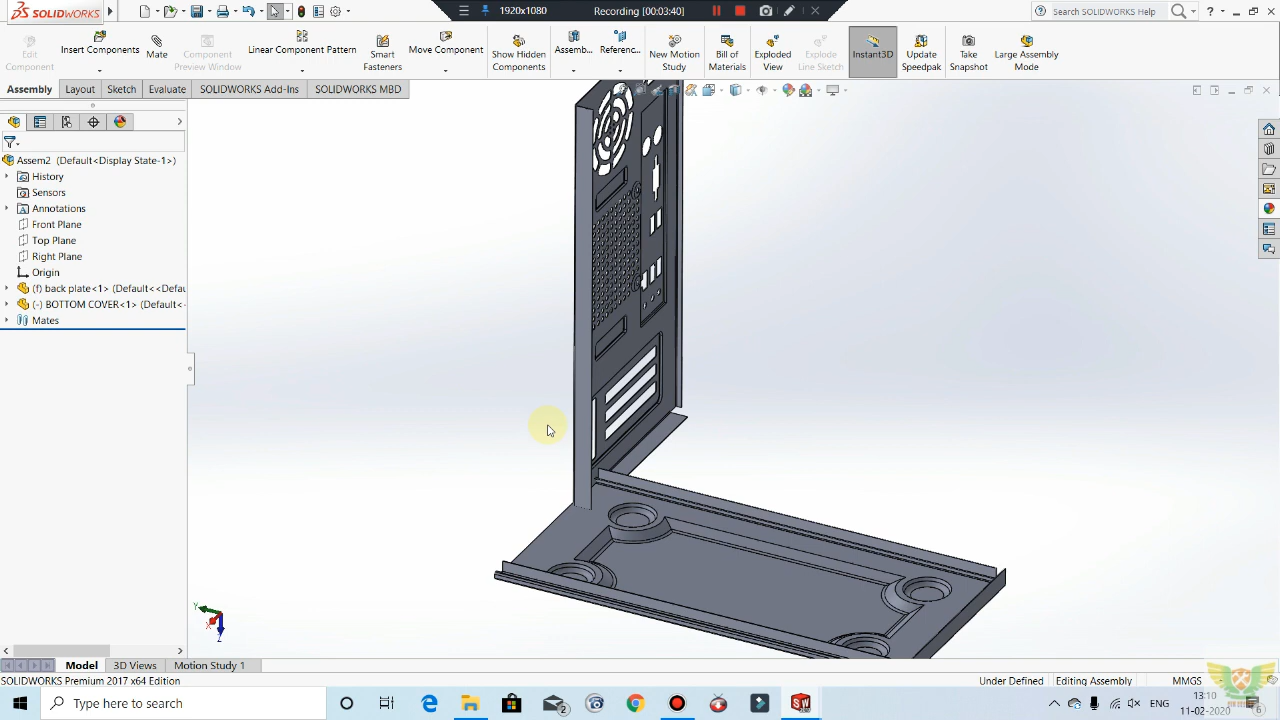 SOLIDWORKS
1920x1080
Recording [00:03:40]
Search SOLIDWORKS Help
?
Edit Component
Insert Components
Mate
Component Preview Window
Linear Component Pattern
Smart Fasteners
Move Component
Show Hidden Components
Assemb...
Referenc...
New Motion Study
Bill of Materials
Exploded View
Explode Line Sketch
Instant3D
Update Speedpak
Take Snapshot
Large Assembly Mode
Assembly
Layout
Sketch
Evaluate
SOLIDWORKS Add-Ins
SOLIDWORKS MBD
Assem2 (Default<Display State-1>)
History
Sensors
Annotations
Front Plane
Top Plane
Right Plane
Origin
(f) back plate<1> (Default<<Defau
(-) BOTTOM COVER<1> (Default<
Mates
Y
X
Z
Model
3D Views
Motion Study 1
SOLIDWORKS Premium 2017 x64 Edition
Under Defined
Editing Assembly
MMGS
Type here to search
2
ENG
13:10
11-02-2020
6